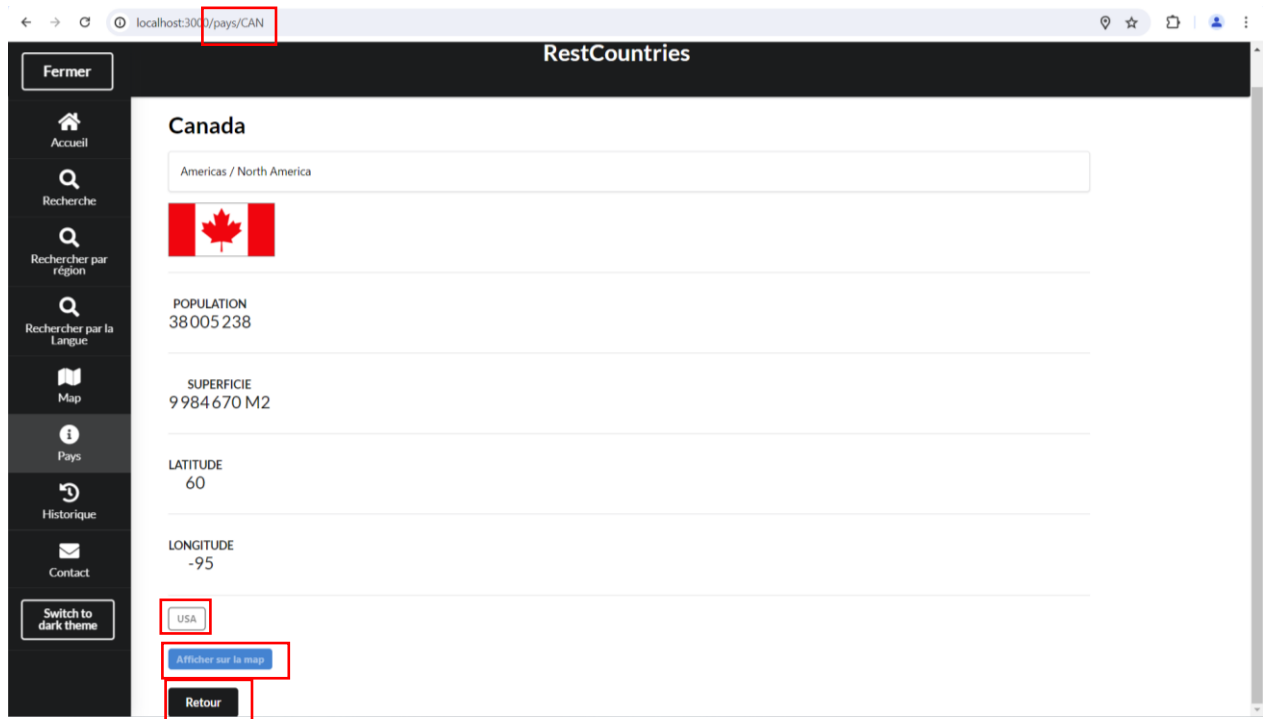 localhost:3000/pays/CAN
RestCountries
Fermer
Accueil
Recherche
Rechercher par
région
Rechercher par la
Langue
Map
Pays
Historique
Contact
Switch to
dark theme
Canada
Americas / North America
POPULATION
38 005 238
SUPERFICIE
9 984 670 M2
LATITUDE
60
LONGITUDE
-95
USA
Afficher sur la map
Retour